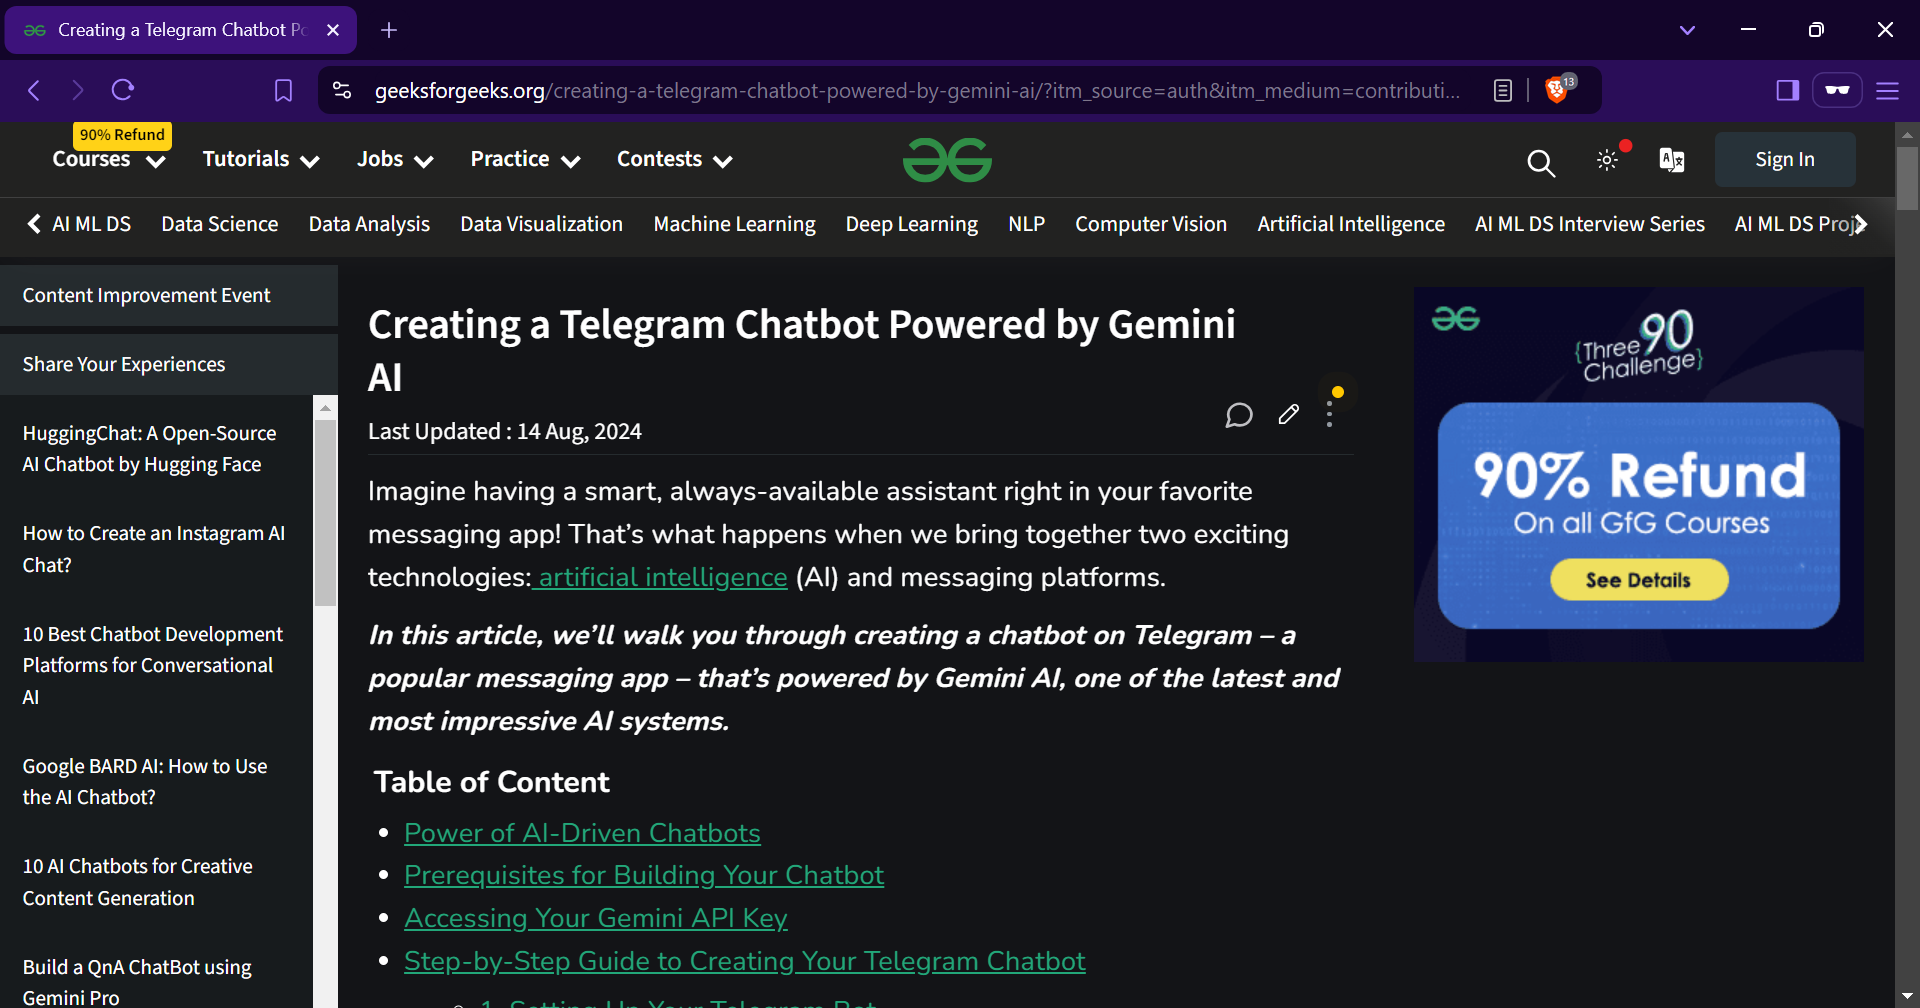 Creating a Telegram Chatbot Po
geeksforgeeks.org/creating-a-telegram-chatbot-powered-by-gemini-ai/?itm_source=auth&itm_medium=contributi...
13
90% Refund
Courses
Tutorials
Jobs
Practice
Contests
Sign In
AI ML DS
Data Science
Data Analysis
Data Visualization
Machine Learning
Deep Learning
NLP
Computer Vision
Artificial Intelligence
AI ML DS Interview Series
AI ML DS Proje
Content Improvement Event
Share Your Experiences
HuggingChat: A Open-Source
AI Chatbot by Hugging Face
How to Create an Instagram AI
Chat?
10 Best Chatbot Development
Platforms for Conversational
AI
Google BARD AI: How to Use
the AI Chatbot?
10 AI Chatbots for Creative
Content Generation
Build a QnA ChatBot using
Gemini Pro
Creating a Telegram Chatbot Powered by Gemini
AI
Last Updated : 14 Aug, 2024
Imagine having a smart, always-available assistant right in your favorite
messaging app! That’s what happens when we bring together two exciting
technologies: artificial intelligence (AI) and messaging platforms.
In this article, we’ll walk you through creating a chatbot on Telegram – a
popular messaging app – that’s powered by Gemini AI, one of the latest and
most impressive AI systems.
Table of Content
Power of AI-Driven Chatbots
Prerequisites for Building Your Chatbot
Accessing Your Gemini API Key
Step-by-Step Guide to Creating Your Telegram Chatbot
1. Setting Up Your Telegram Bot
{Three 90
Challenge}
90% Refund
On all GfG Courses
See Details